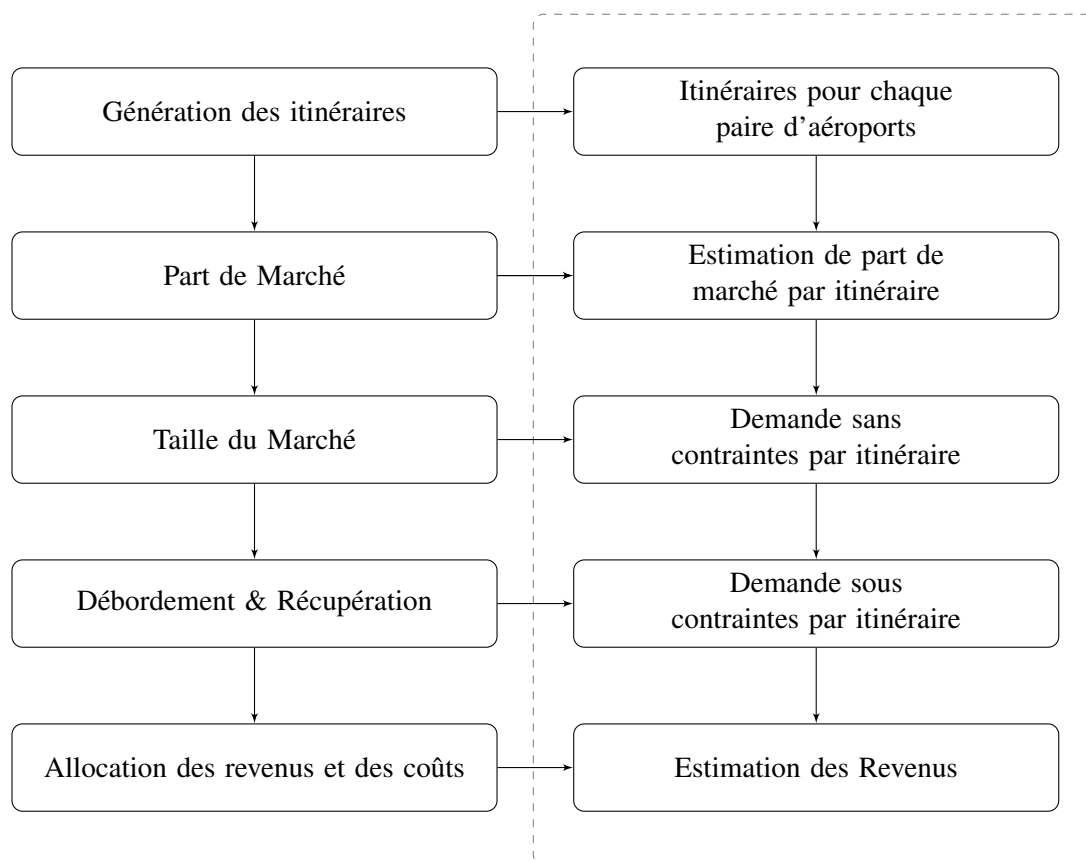 Génération des itinéraires
Itinéraires pour chaque
paire d'aéroports
Part de Marché
Estimation de part de
marché par itinéraire
Taille du Marché
Demande sans
contraintes par itinéraire
Débordement & Récupération
Demande sous
contraintes par itinéraire
Allocation des revenus et des coûts
Estimation des Revenus